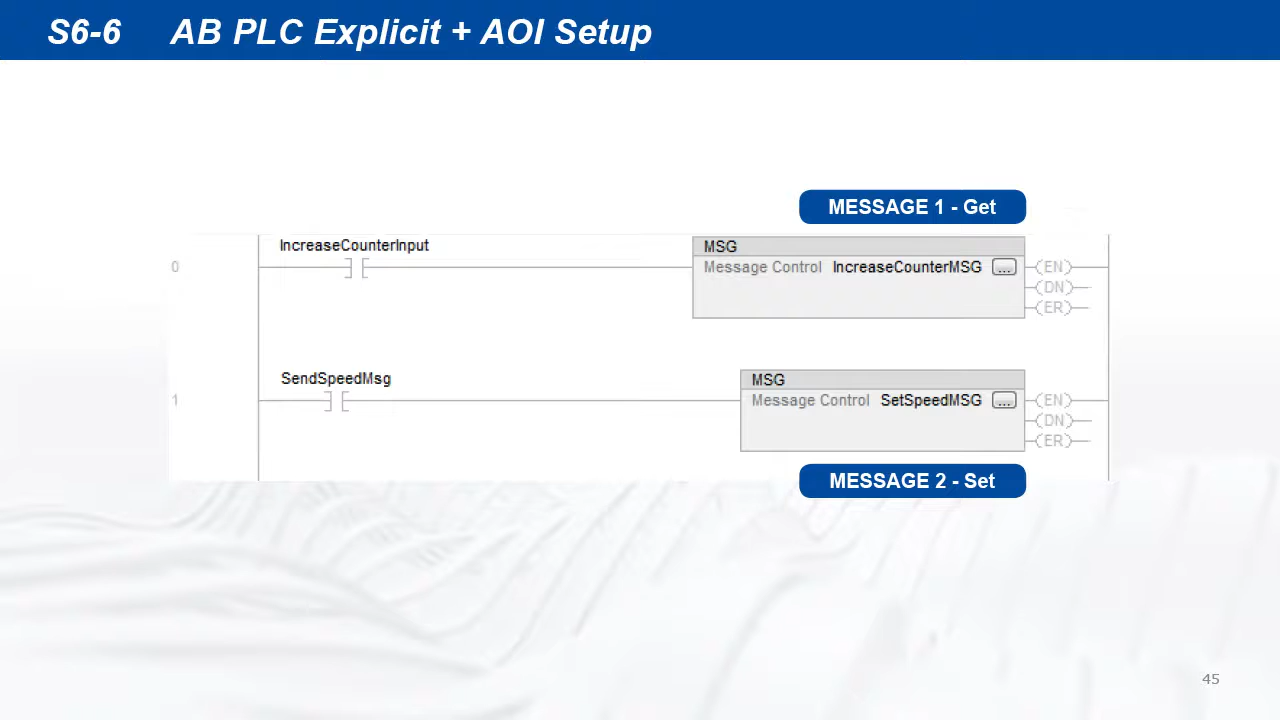 S6-6 AB PLC Explicit + AOI Setup
MESSAGE 1 - Get
IncreaseCounterInput
MSG
0
Message Control IncreaseCounterMSG ...
(EN)
(DN)
(ER)
SendSpeedMsg
MSG
1
Message Control SetSpeedMSG ...
(EN)
(DN)
(ER)
MESSAGE 2 - Set
45